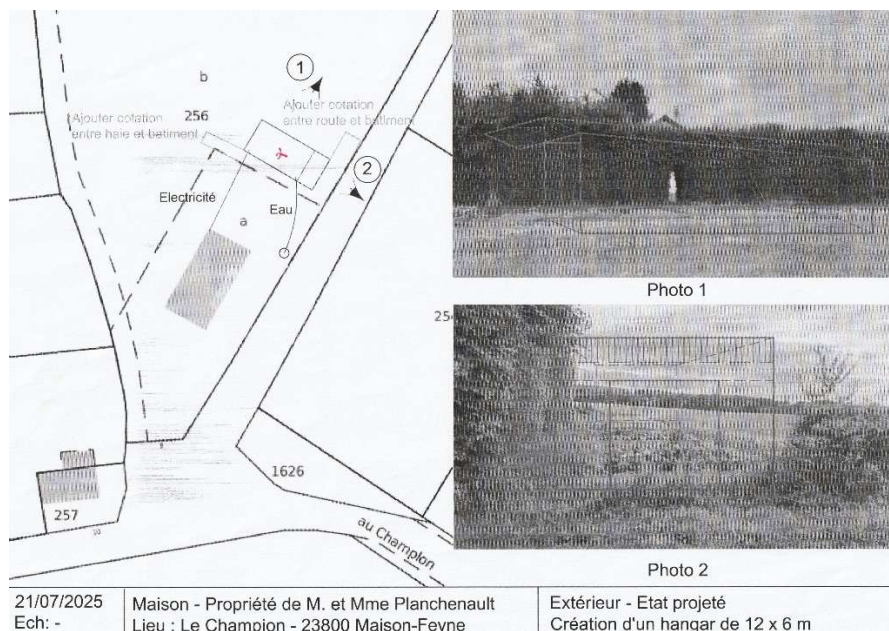 b
1
256
Ajouter cotation
entre haie et batiment
Ajouter cotation
entre route et batiment
2
Electricité
Eau
a
Photo 1
25
257
1626
au Champlon
Photo 2
21/07/2025
Ech: -
Maison - Propriété de M. et Mme Planchenault
Lieu : Le Champion - 23800 Maison-Feyne
Extérieur - Etat projeté
Création d'un hangar de 12 x 6 m